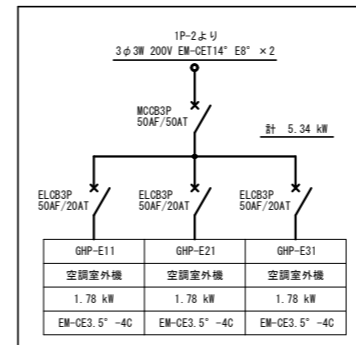 1P-2より
3φ3W 200V EM-CET14° E8° ×2
MCCB3P
50AF/50AT
計 5.34 kW
ELCB3P
50AF/20AT
ELCB3P
50AF/20AT
ELCB3P
50AF/20AT
GHP-E11 GHP-E21 GHP-E31
空調室外機 空調室外機 空調室外機
1.78 kW 1.78 kW 1.78 kW
EM-CE3.5° -4C EM-CE3.5° -4C EM-CE3.5° -4C